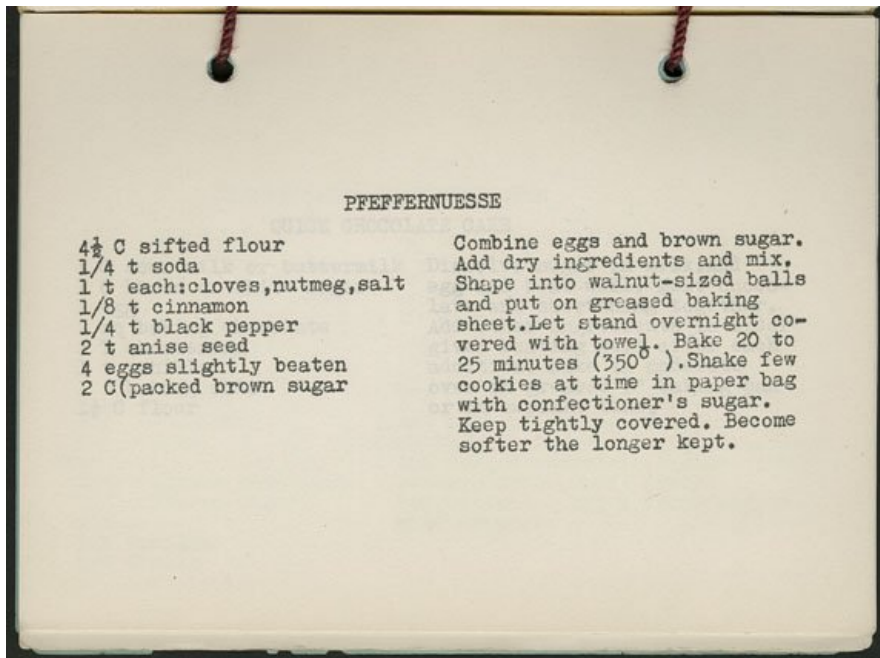 PFEFFERNUESSE
4½ C sifted flour
1/4 t soda
1 t each:cloves,nutmeg,salt
1/8 t cinnamon
1/4 t black pepper
2 t anise seed
4 eggs slightly beaten
2 C(packed brown sugar
Combine eggs and brown sugar.
Add dry ingredients and mix.
Shape into walnut-sized balls
and put on greased baking
sheet.Let stand overnight co-
vered with towel. Bake 20 to
25 minutes (350° ).Shake few
cookies at time in paper bag
with confectioner's sugar.
Keep tightly covered. Become
softer the longer kept.
QUICK CHOCOLATE CAKE